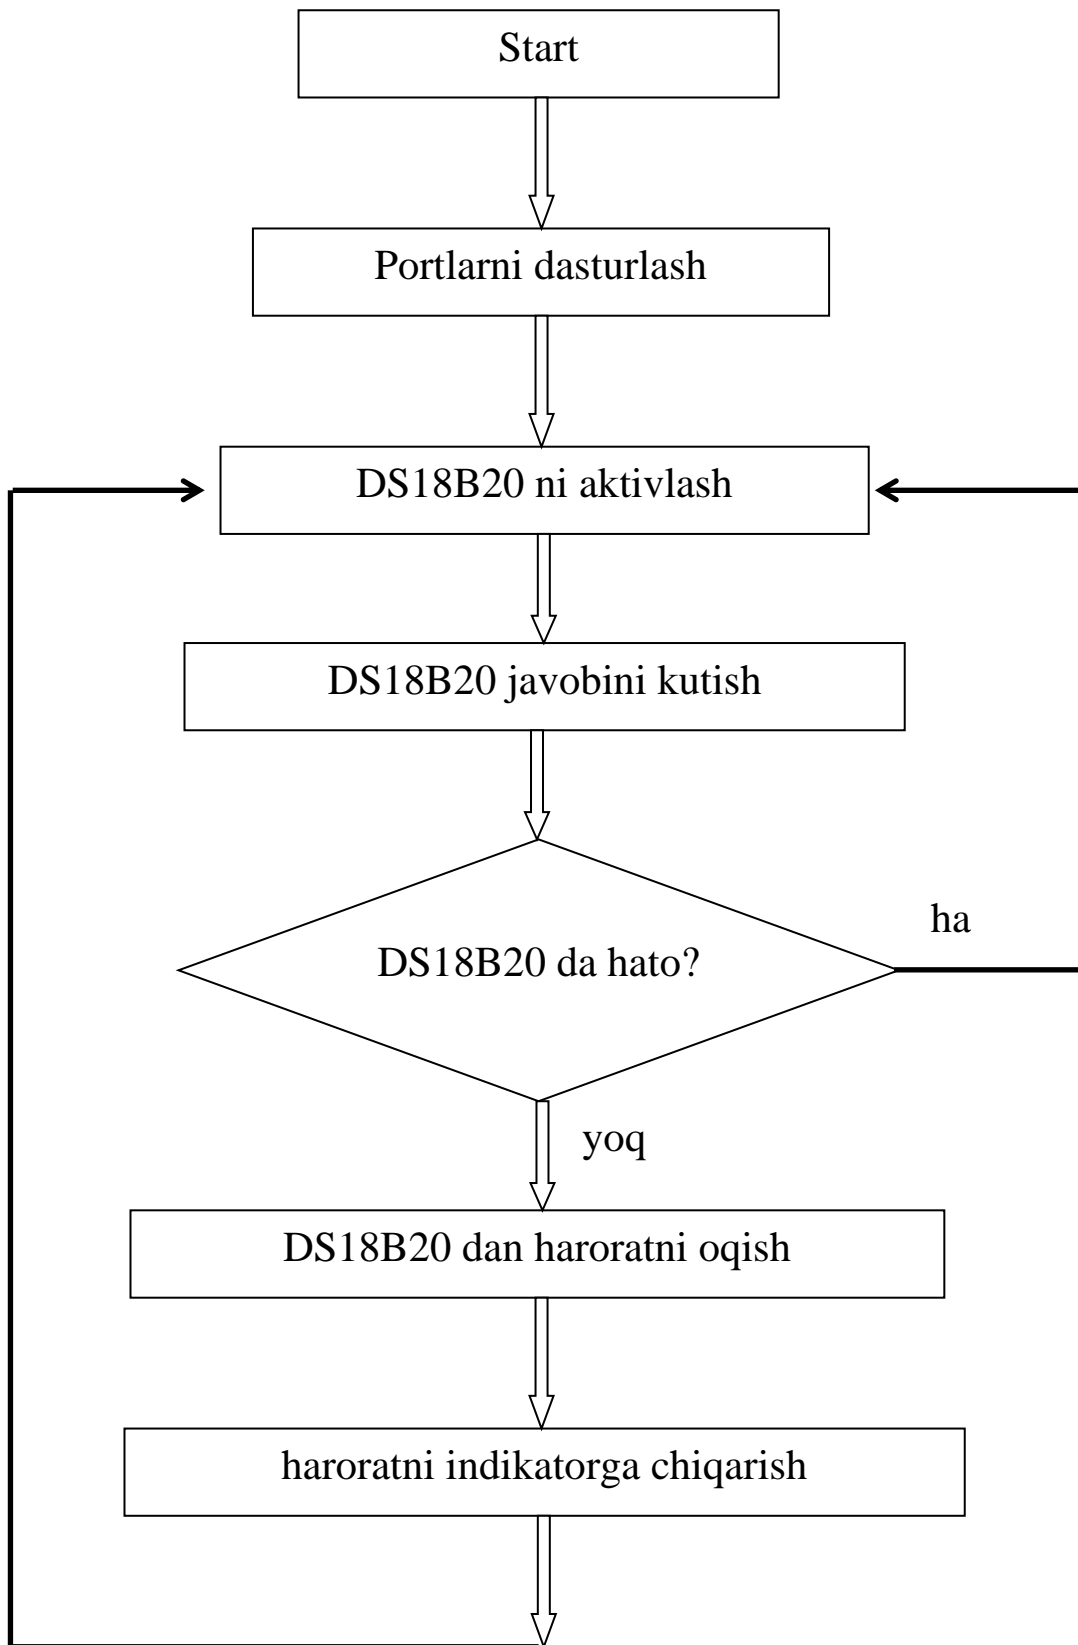 Start
Portlarni dasturlash
DS18B20 ni aktivlash
DS18B20 javobini kutish
DS18B20 da hato?
ha
yoq
DS18B20 dan haroratni oqish
haroratni indikatorga chiqarish